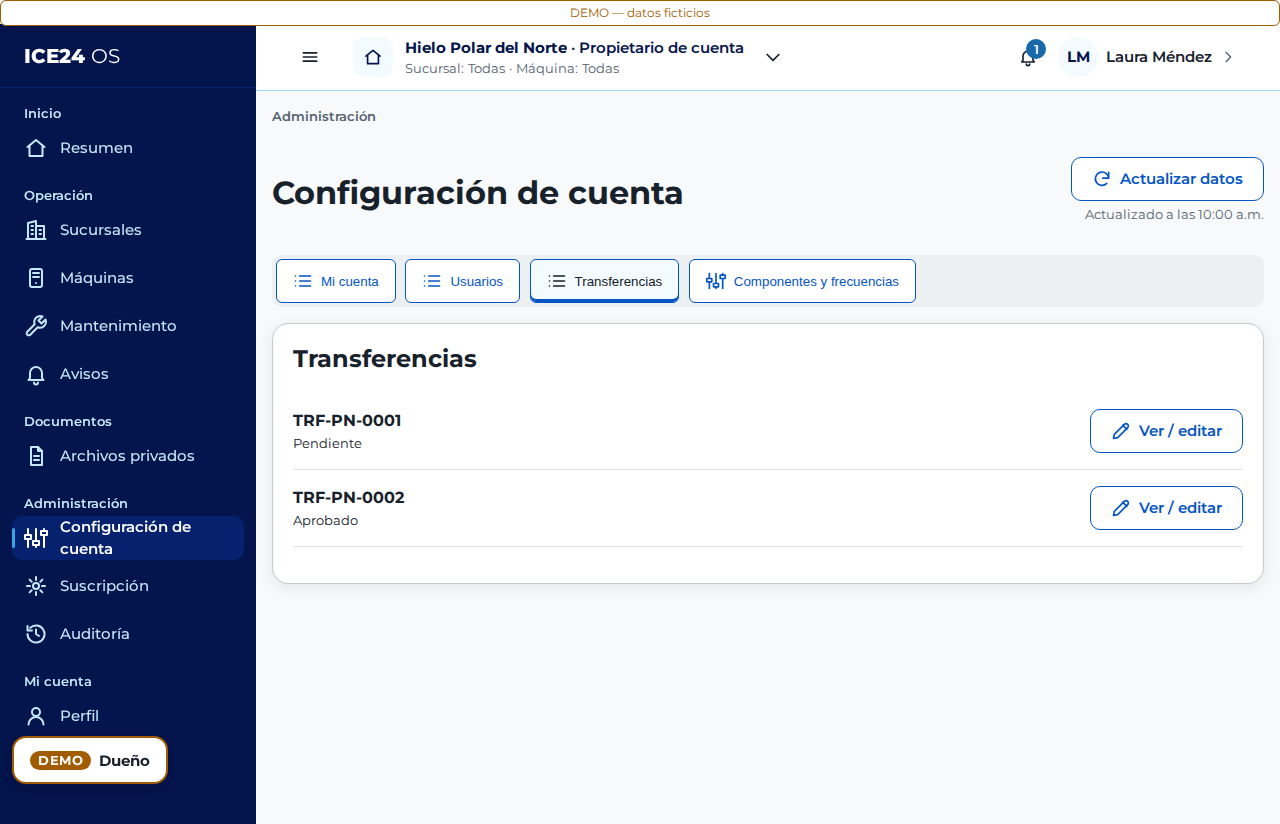 DEMO — datos ficticios
ICE24 OS
Hielo Polar del Norte · Propietario de cuenta
Sucursal: Todas · Máquina: Todas
1
LM
Laura Méndez
Inicio
Resumen
Operación
Sucursales
Máquinas
Mantenimiento
Avisos
Documentos
Archivos privados
Administración
Configuración de
cuenta
Suscripción
Auditoría
Mi cuenta
Perfil
DEMO Dueño
Administración
Configuración de cuenta
Actualizar datos
Actualizado a las 10:00 a.m.
Mi cuenta
Usuarios
Transferencias
Componentes y frecuencias
Transferencias
TRF-PN-0001
Pendiente
Ver / editar
TRF-PN-0002
Aprobado
Ver / editar